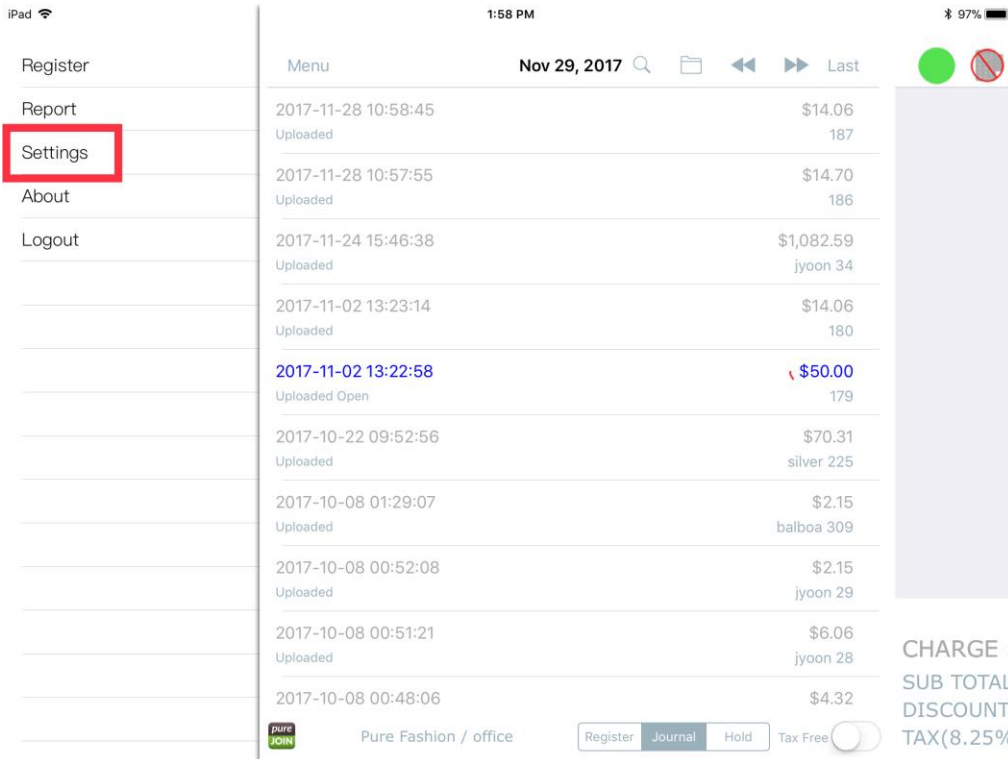 iPad 1:58 PM 97%
Register
Report
Settings
About
Logout
Menu Nov 29, 2017 Last
2017-11-28 10:58:45 $14.06
Uploaded 187
2017-11-28 10:57:55 $14.70
Uploaded 186
2017-11-24 15:46:38 $1,082.59
Uploaded jyoon 34
2017-11-02 13:23:14 $14.06
Uploaded 180
2017-11-02 13:22:58 $50.00
Uploaded Open 179
2017-10-22 09:52:56 $70.31
Uploaded silver 225
2017-10-08 01:29:07 $2.15
Uploaded balboa 309
2017-10-08 00:52:08 $2.15
Uploaded jyoon 29
2017-10-08 00:51:21 $6.06
Uploaded jyoon 28
2017-10-08 00:48:06 $4.32
pure
JOIN
Pure Fashion / office Register Journal Hold Tax Free
CHARGE
SUB TOTAL
DISCOUNT
TAX(8.25%